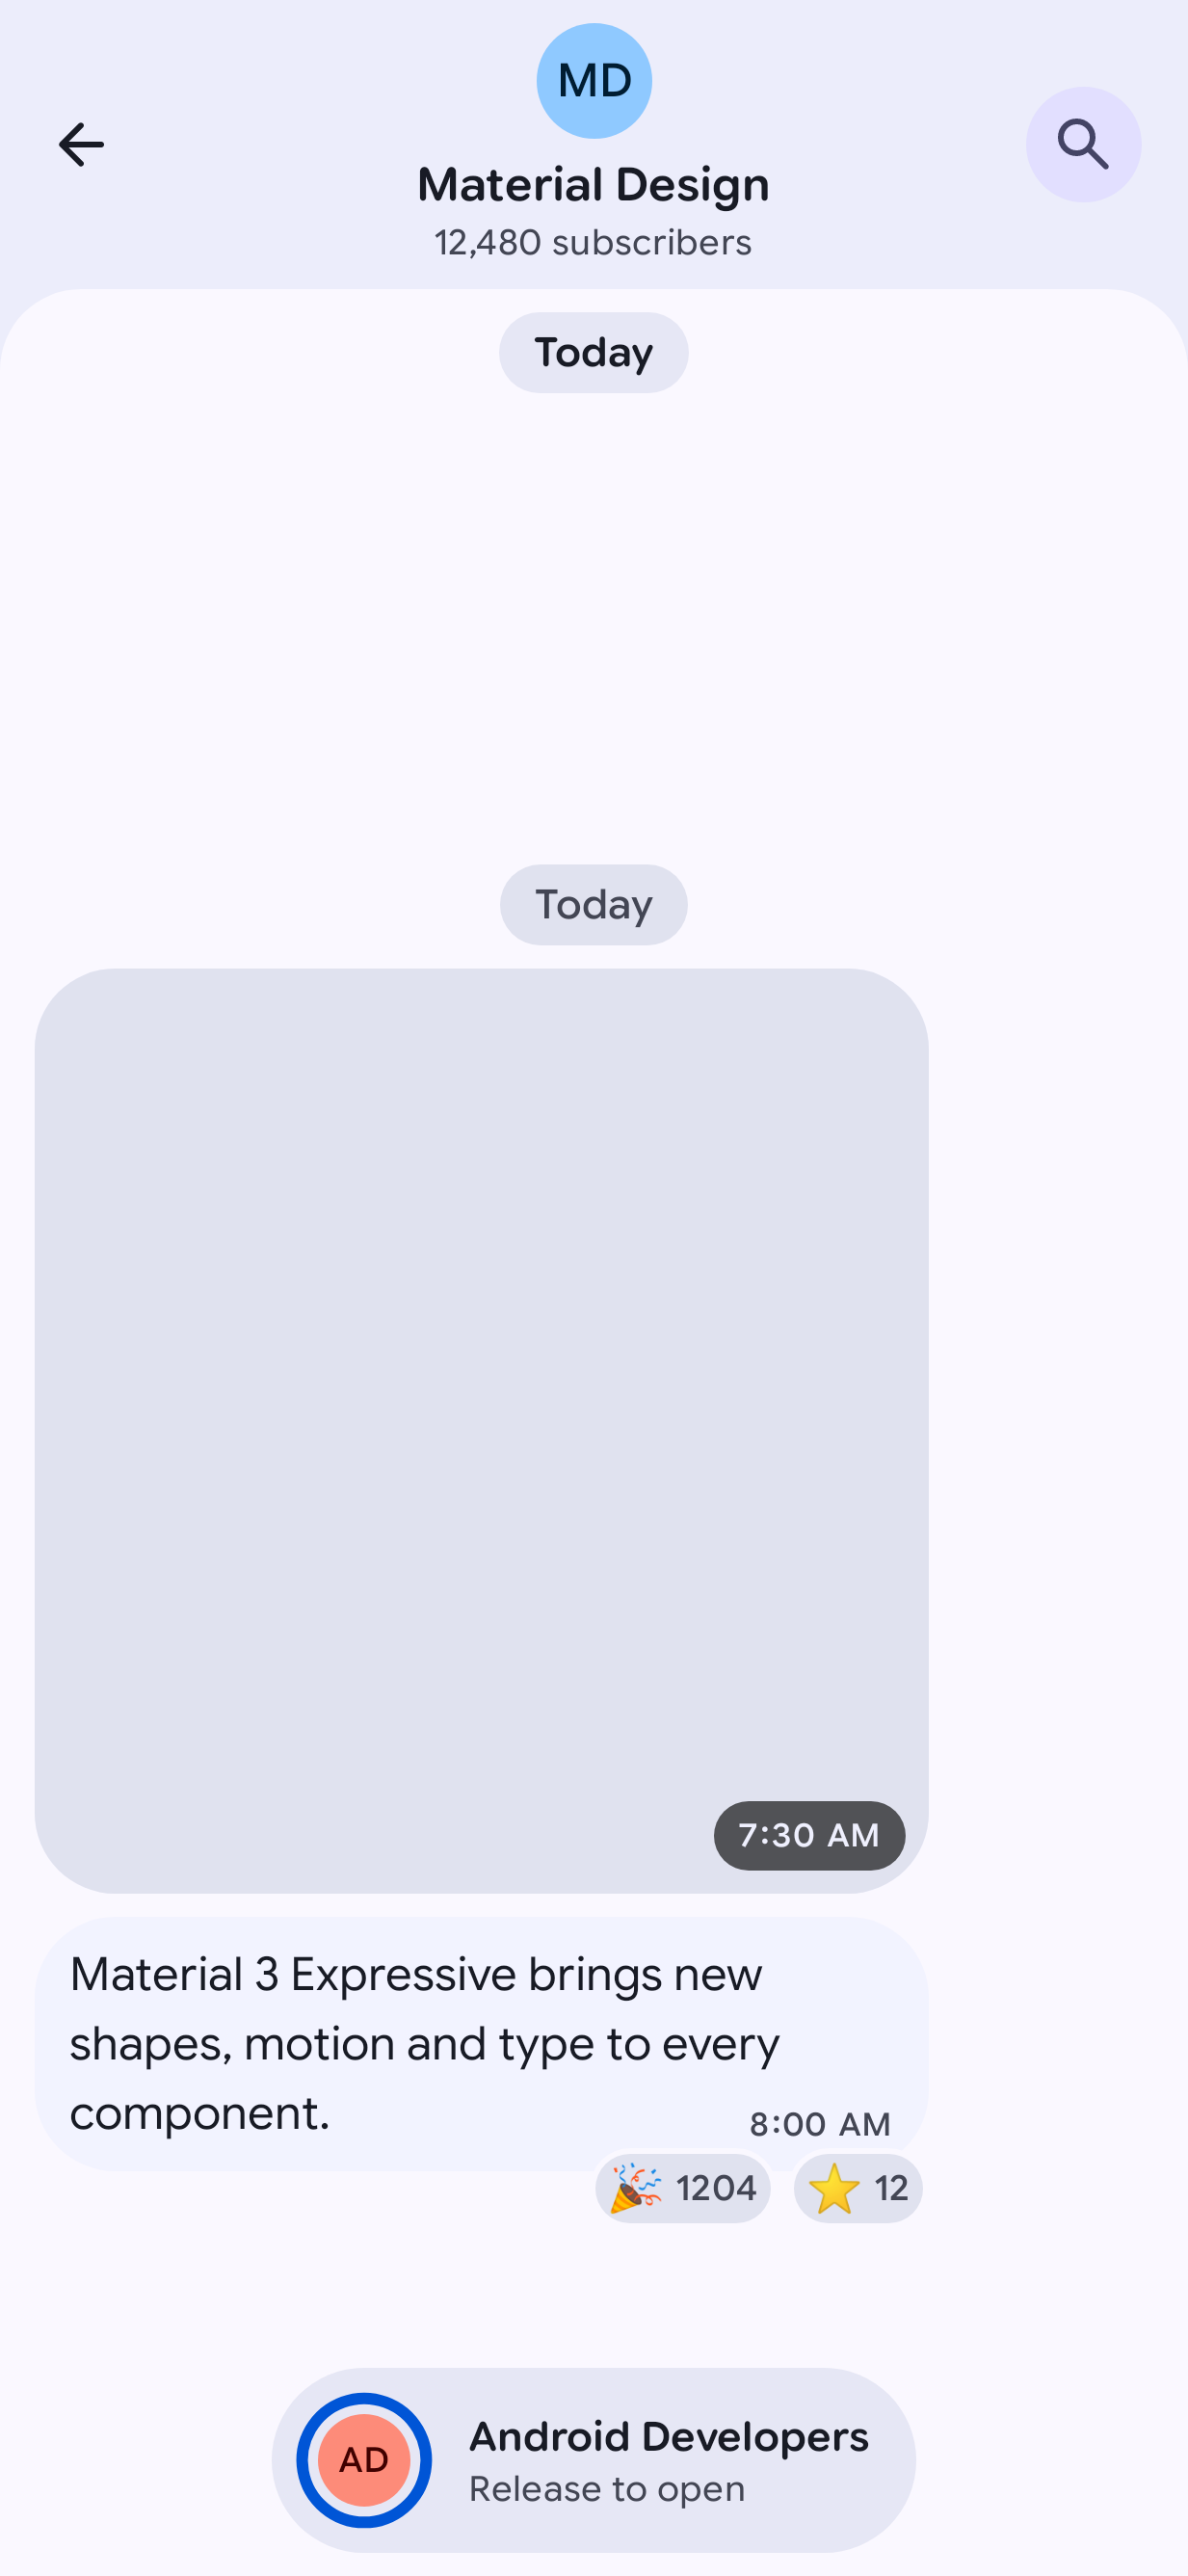 MD
Material Design
12,480 subscribers
Today
Today
7:30 AM
Material 3 Expressive brings new
shapes, motion and type to every
component.
8:00 AM
🎉 1204 ⭐ 12
AD
Android Developers
Release to open